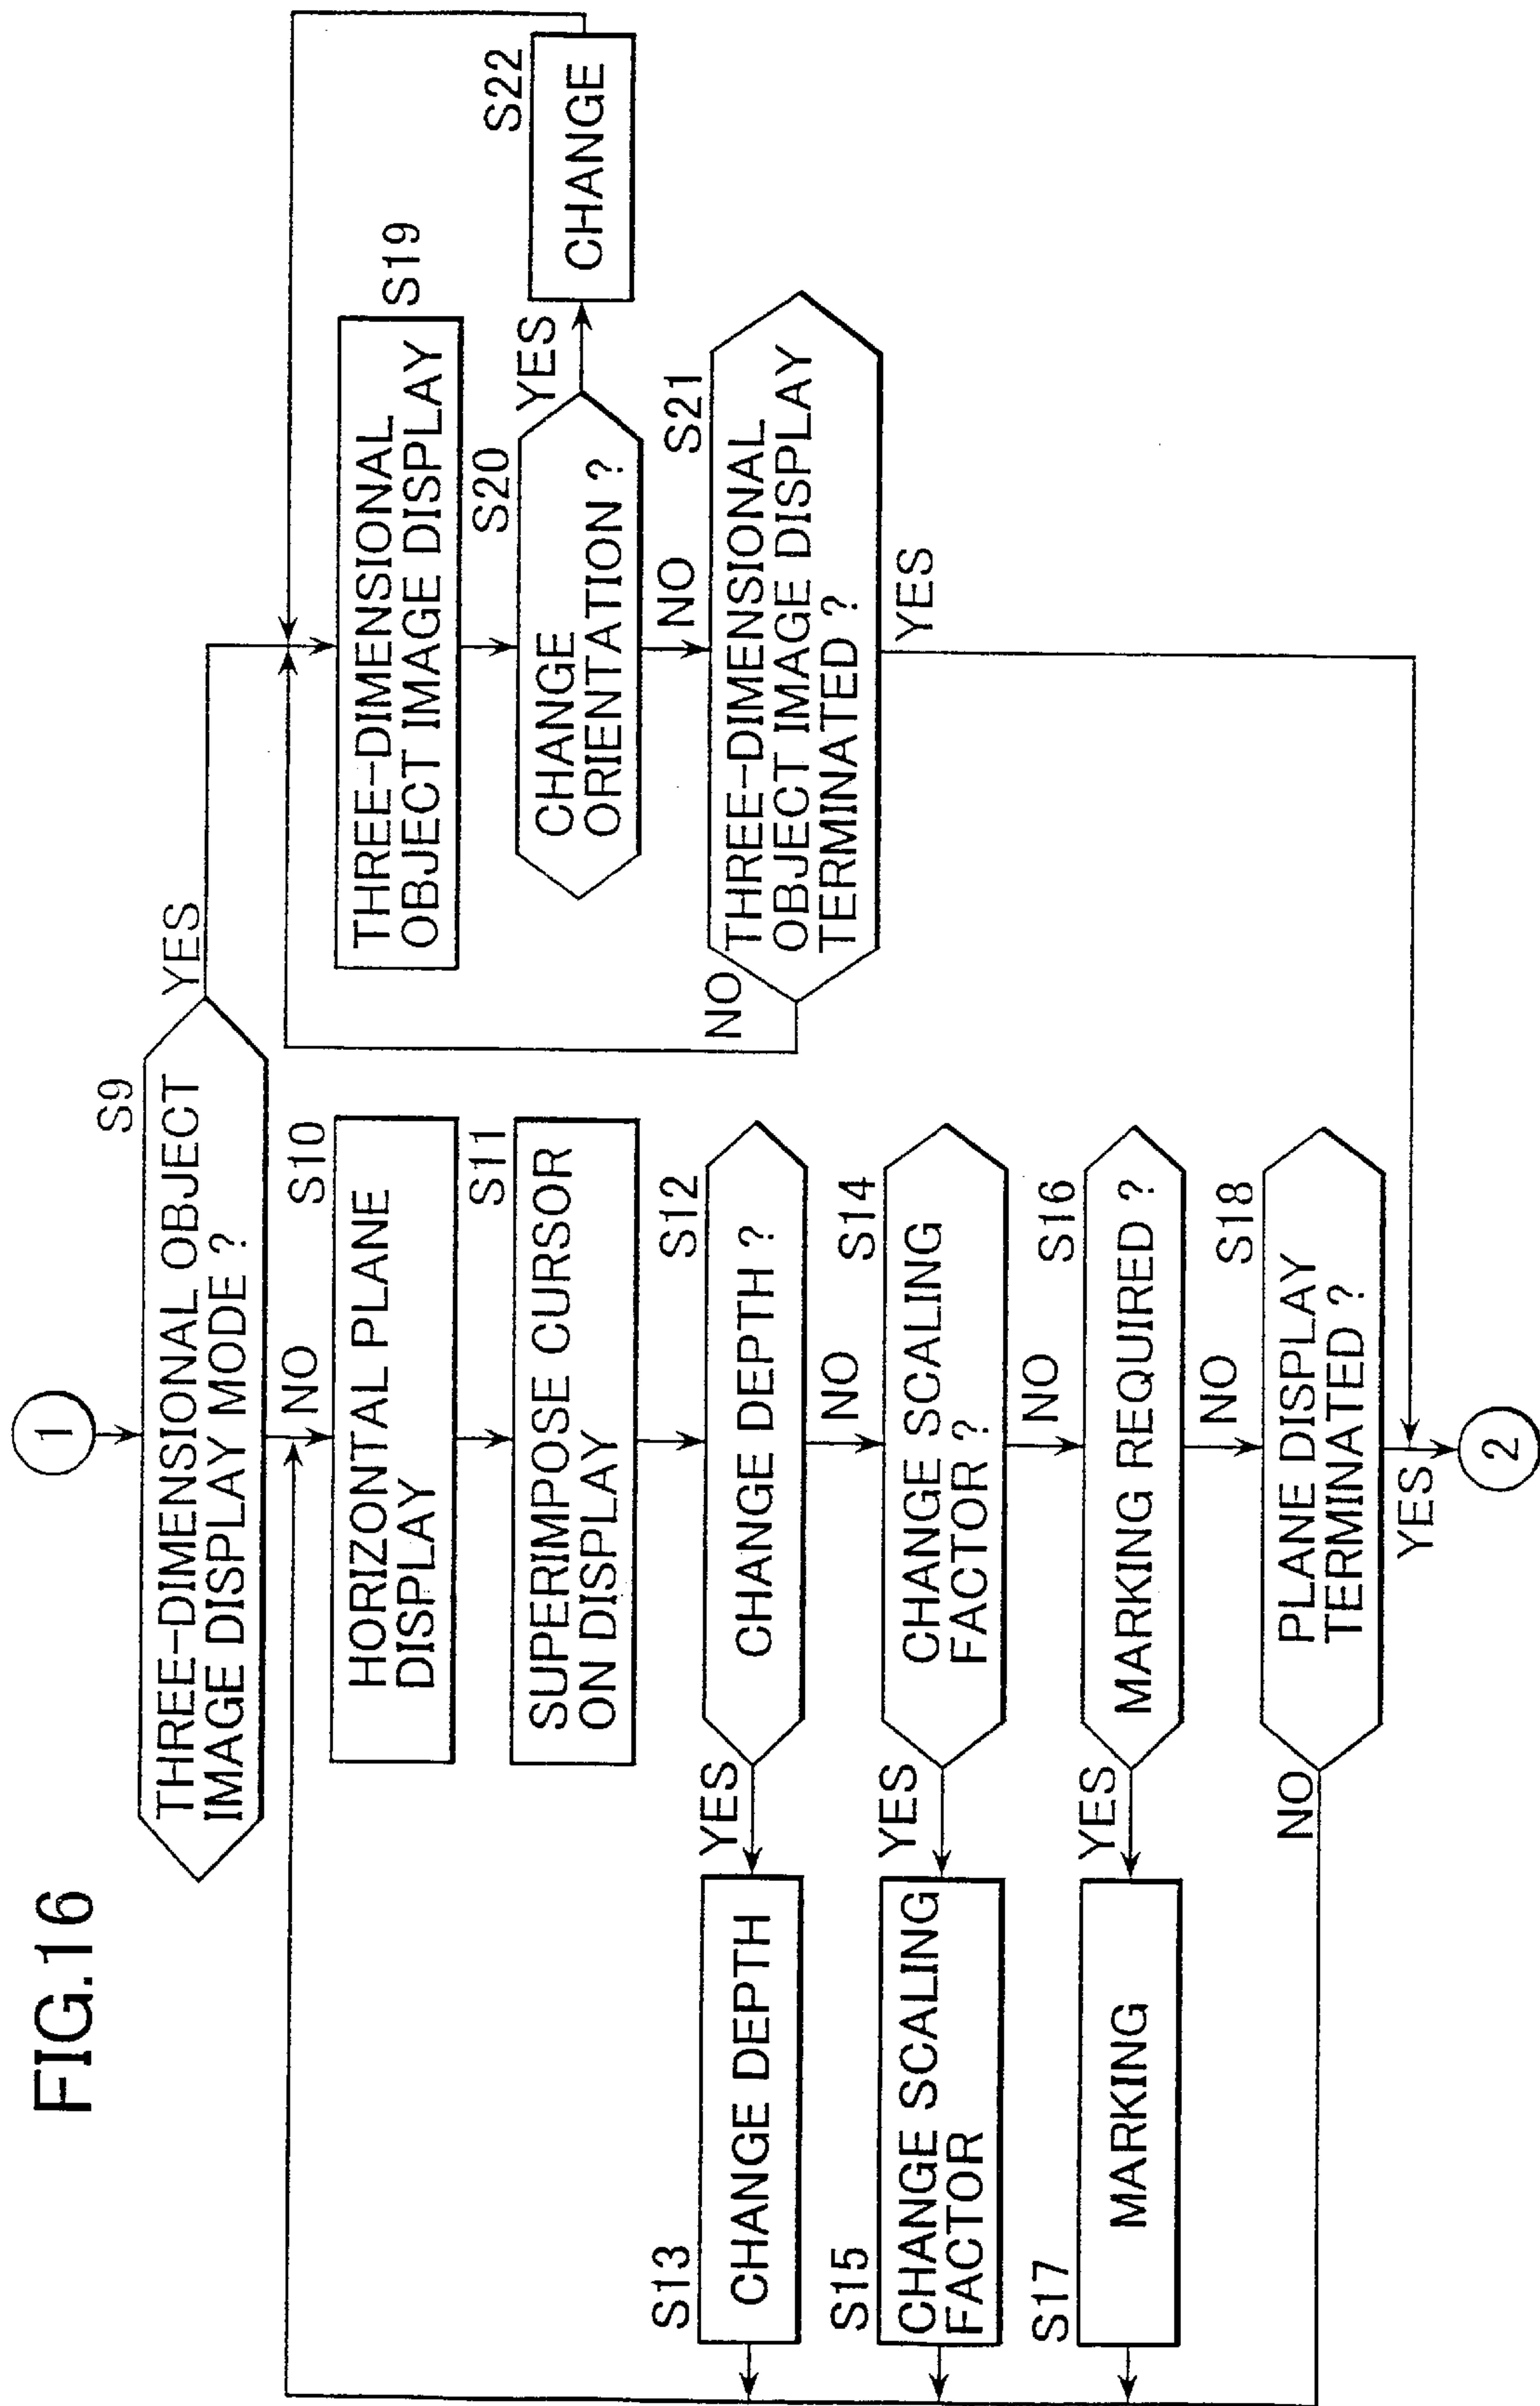 FIG.16
1
S9
THREE-DIMENSIONAL OBJECT
IMAGE DISPLAY MODE ?
YES
NO
S10
HORIZONTAL PLANE
DISPLAY
S11
SUPERIMPOSE CURSOR
ON DISPLAY
S12
CHANGE DEPTH ?
YES
NO
S13
CHANGE DEPTH
S14
CHANGE SCALING
FACTOR ?
YES
NO
S15
CHANGE SCALING
FACTOR
S16
MARKING REQUIRED ?
YES
NO
S17
MARKING
S18
PLANE DISPLAY
TERMINATED ?
NO
YES
2
S19
THREE-DIMENSIONAL
OBJECT IMAGE DISPLAY
S20
CHANGE
ORIENTATION ?
YES
NO
S22
CHANGE
S21
THREE-DIMENSIONAL
OBJECT IMAGE DISPLAY
TERMINATED ?
NO
YES